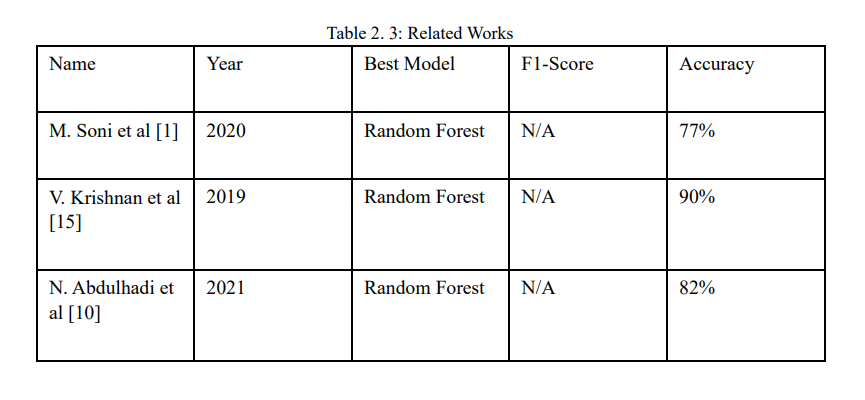 Table 2. 3: Related Works
Name Year Best Model F1-Score Accuracy
M. Soni et al [1] 2020 Random Forest N/A 77%
V. Krishnan et al 2019 Random Forest N/A 90%
[15]
N. Abdulhadi et 2021 Random Forest N/A 82%
al [10]